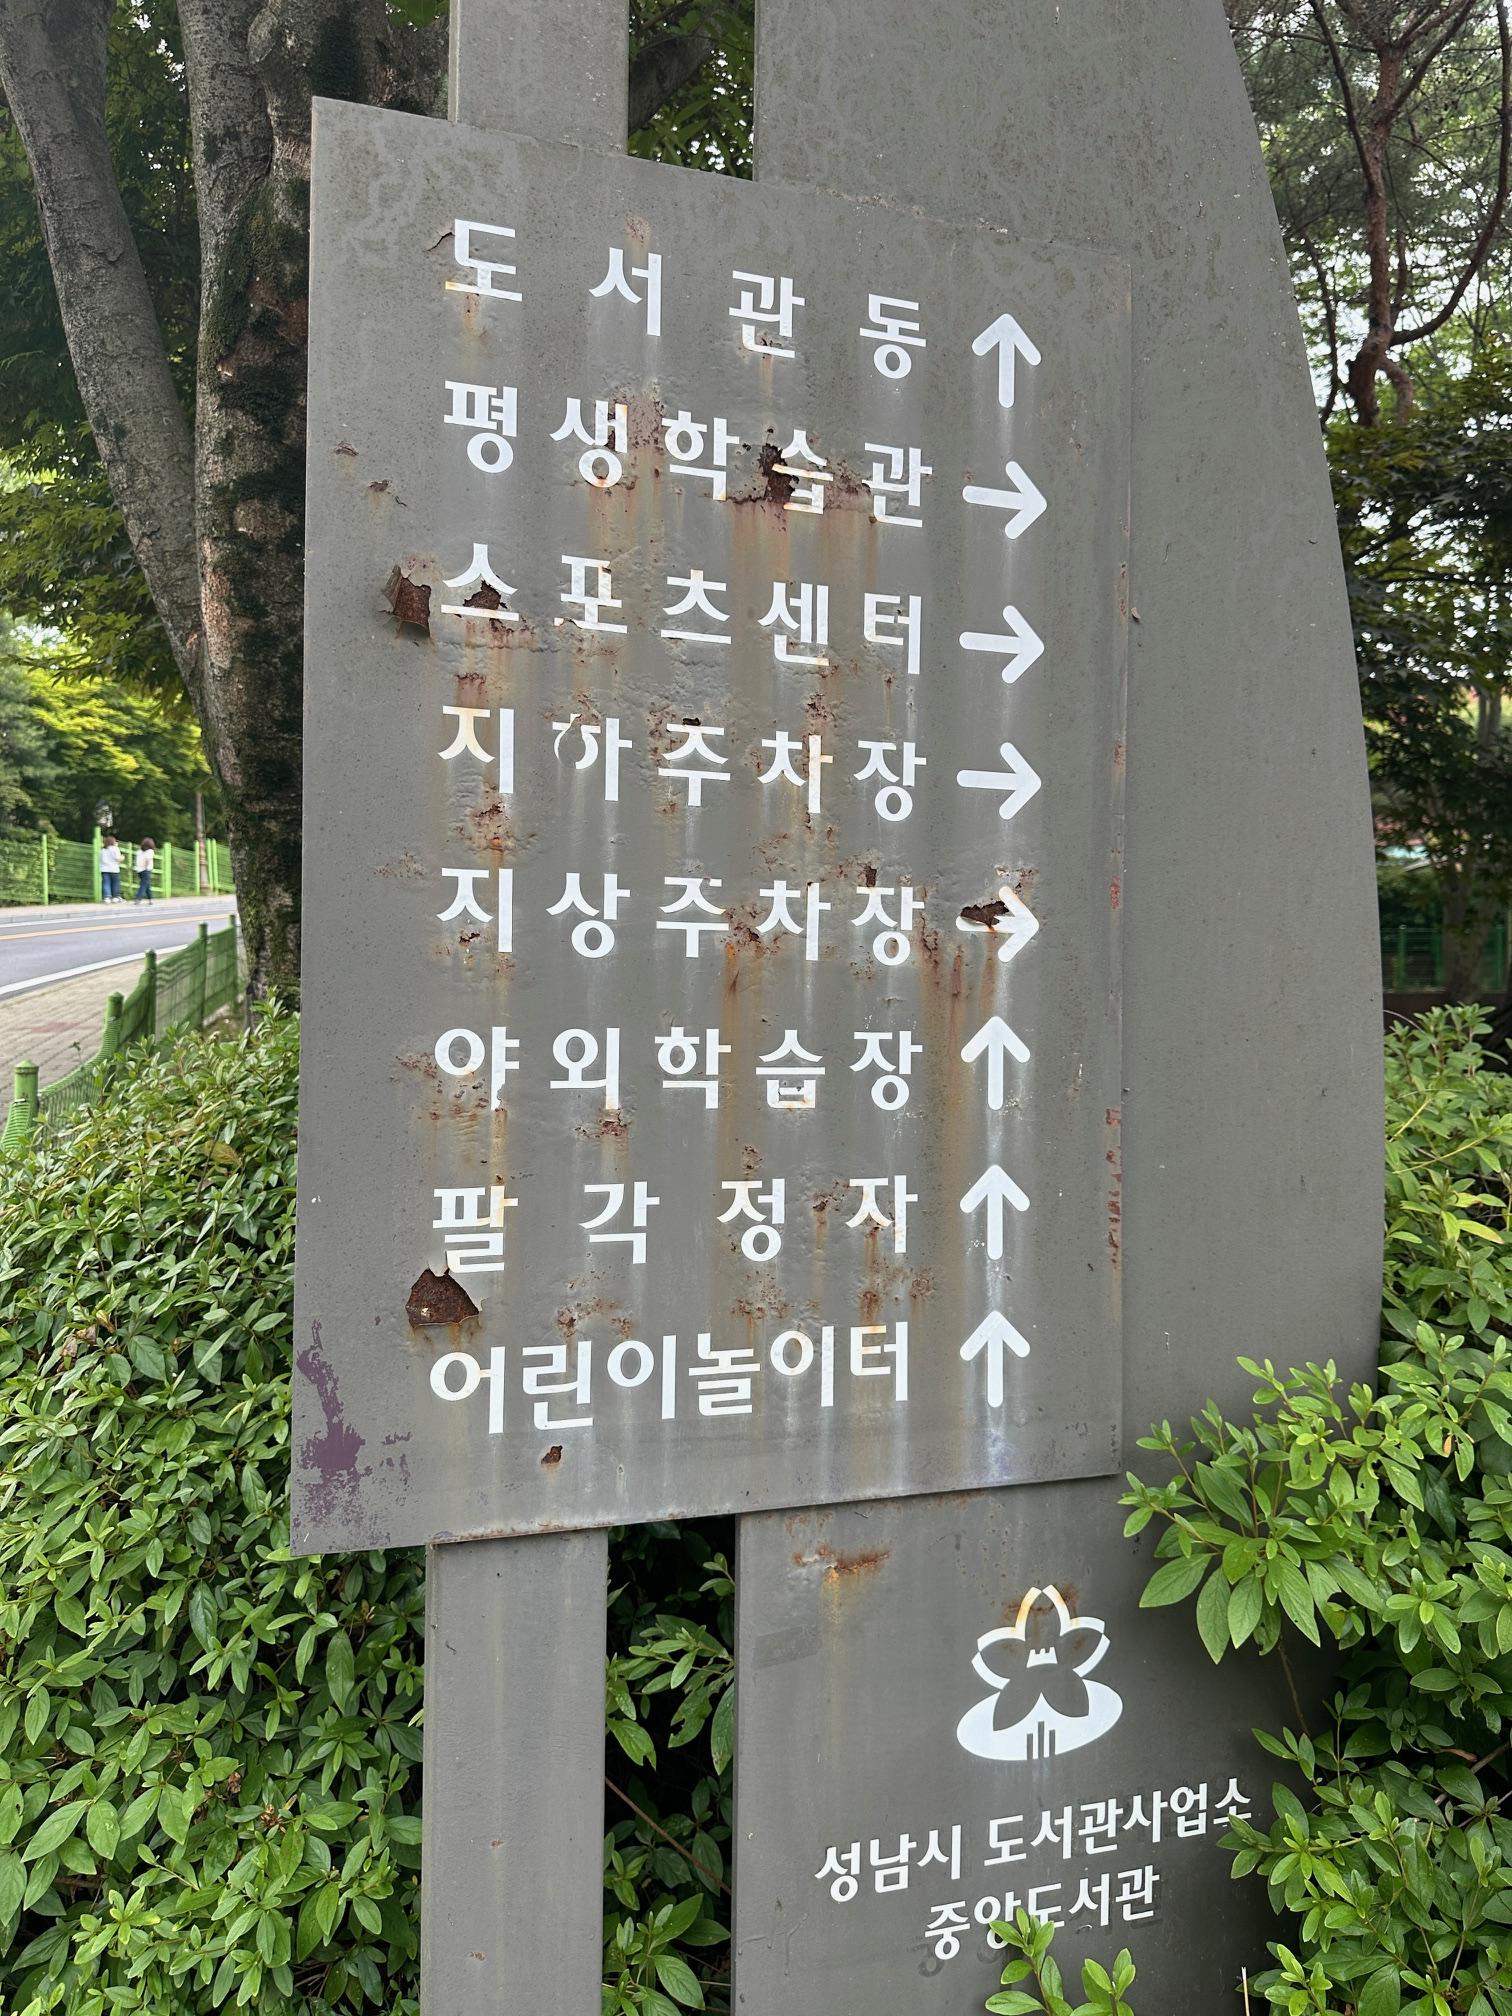 도서관동 ↑
평생학습관 →
스포츠센터 →
지하주차장 →
지상주차장 →
야외학습장 ↑
팔각정자 ↑
어린이놀이터 ↑
성남시 도서관사업소
중앙도서관